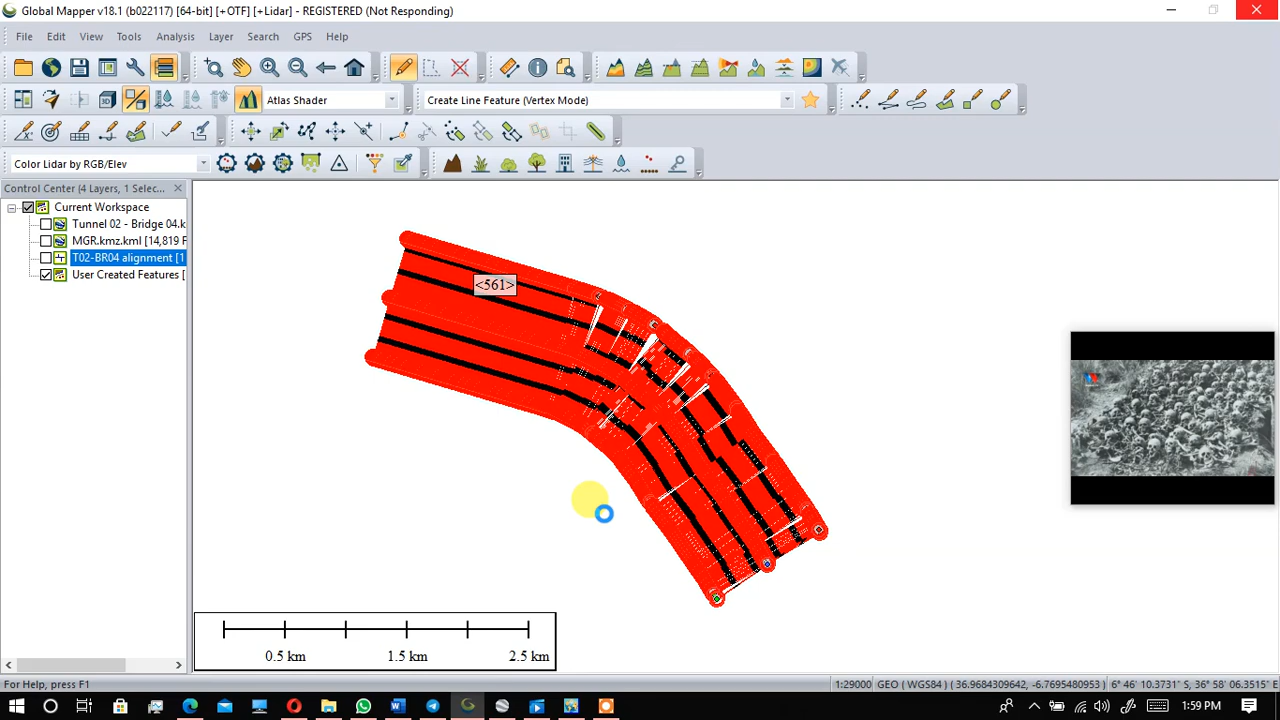 Global Mapper v18.1 (b022117) [64-bit] [+OTF] [+Lidar] - REGISTERED (Not Responding)
File Edit View Tools Analysis Layer Search GPS Help
Atlas Shader
Create Line Feature (Vertex Mode)
Color Lidar by RGB/Elev
Control Center (4 Layers, 1 Selec...
Current Workspace
Tunnel 02 - Bridge 04.k
MGR.kmz.kml [14,819 F
T02-BR04 alignment [1
User Created Features [
<561>
0.5 km 1.5 km 2.5 km
For Help, press F1
1:29000 GEO ( WGS84 ) ( 36.9684309642, -6.7695480953 ) 6° 46' 10.3731" S, 36° 58' 06.3515" E
1:59 PM